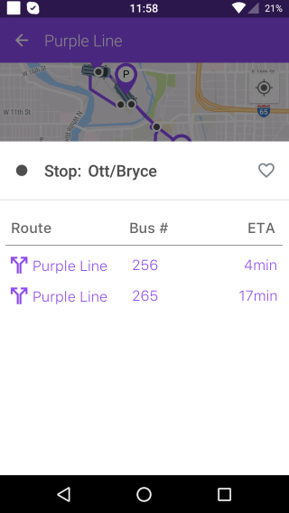 11:58
21%
Purple Line
P
W 11th St
65
Stop: Ott/Bryce
Route Bus # ETA
Purple Line 256 4min
Purple Line 265 17min